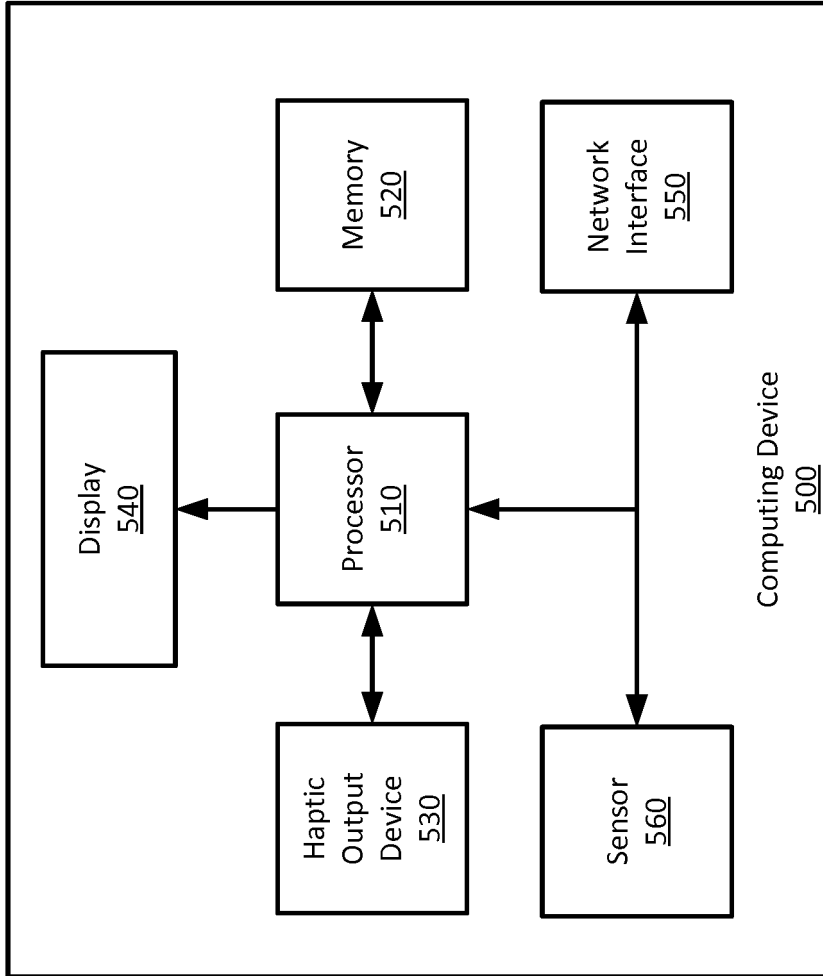 Display
540
Haptic
Output
Device
530
Processor
510
Memory
520
Sensor
560
Network
Interface
550
Computing Device
500